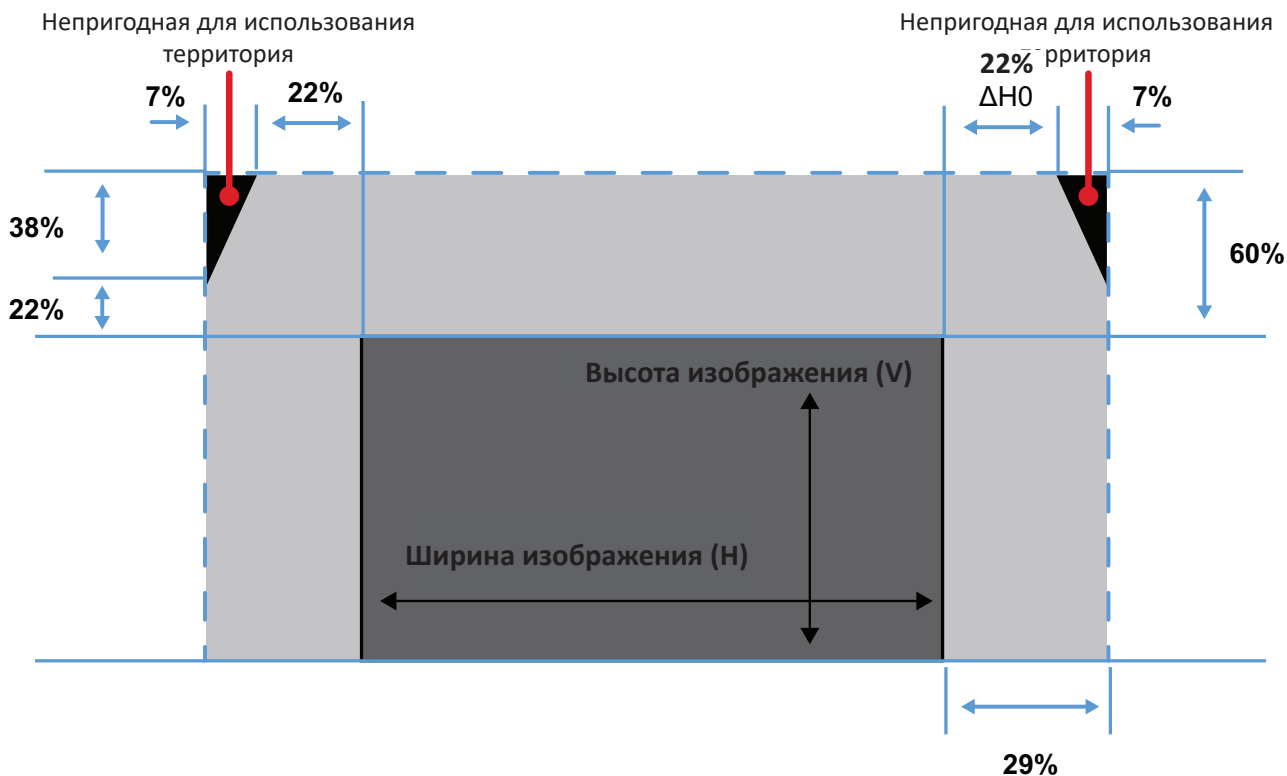 Непригодная для использования
территория
Непригодная для использования
рритория
7%
22%
22%
ΔH0
7%
38%
60%
22%
Высота изображения (V)
Ширина изображения (H)
29%